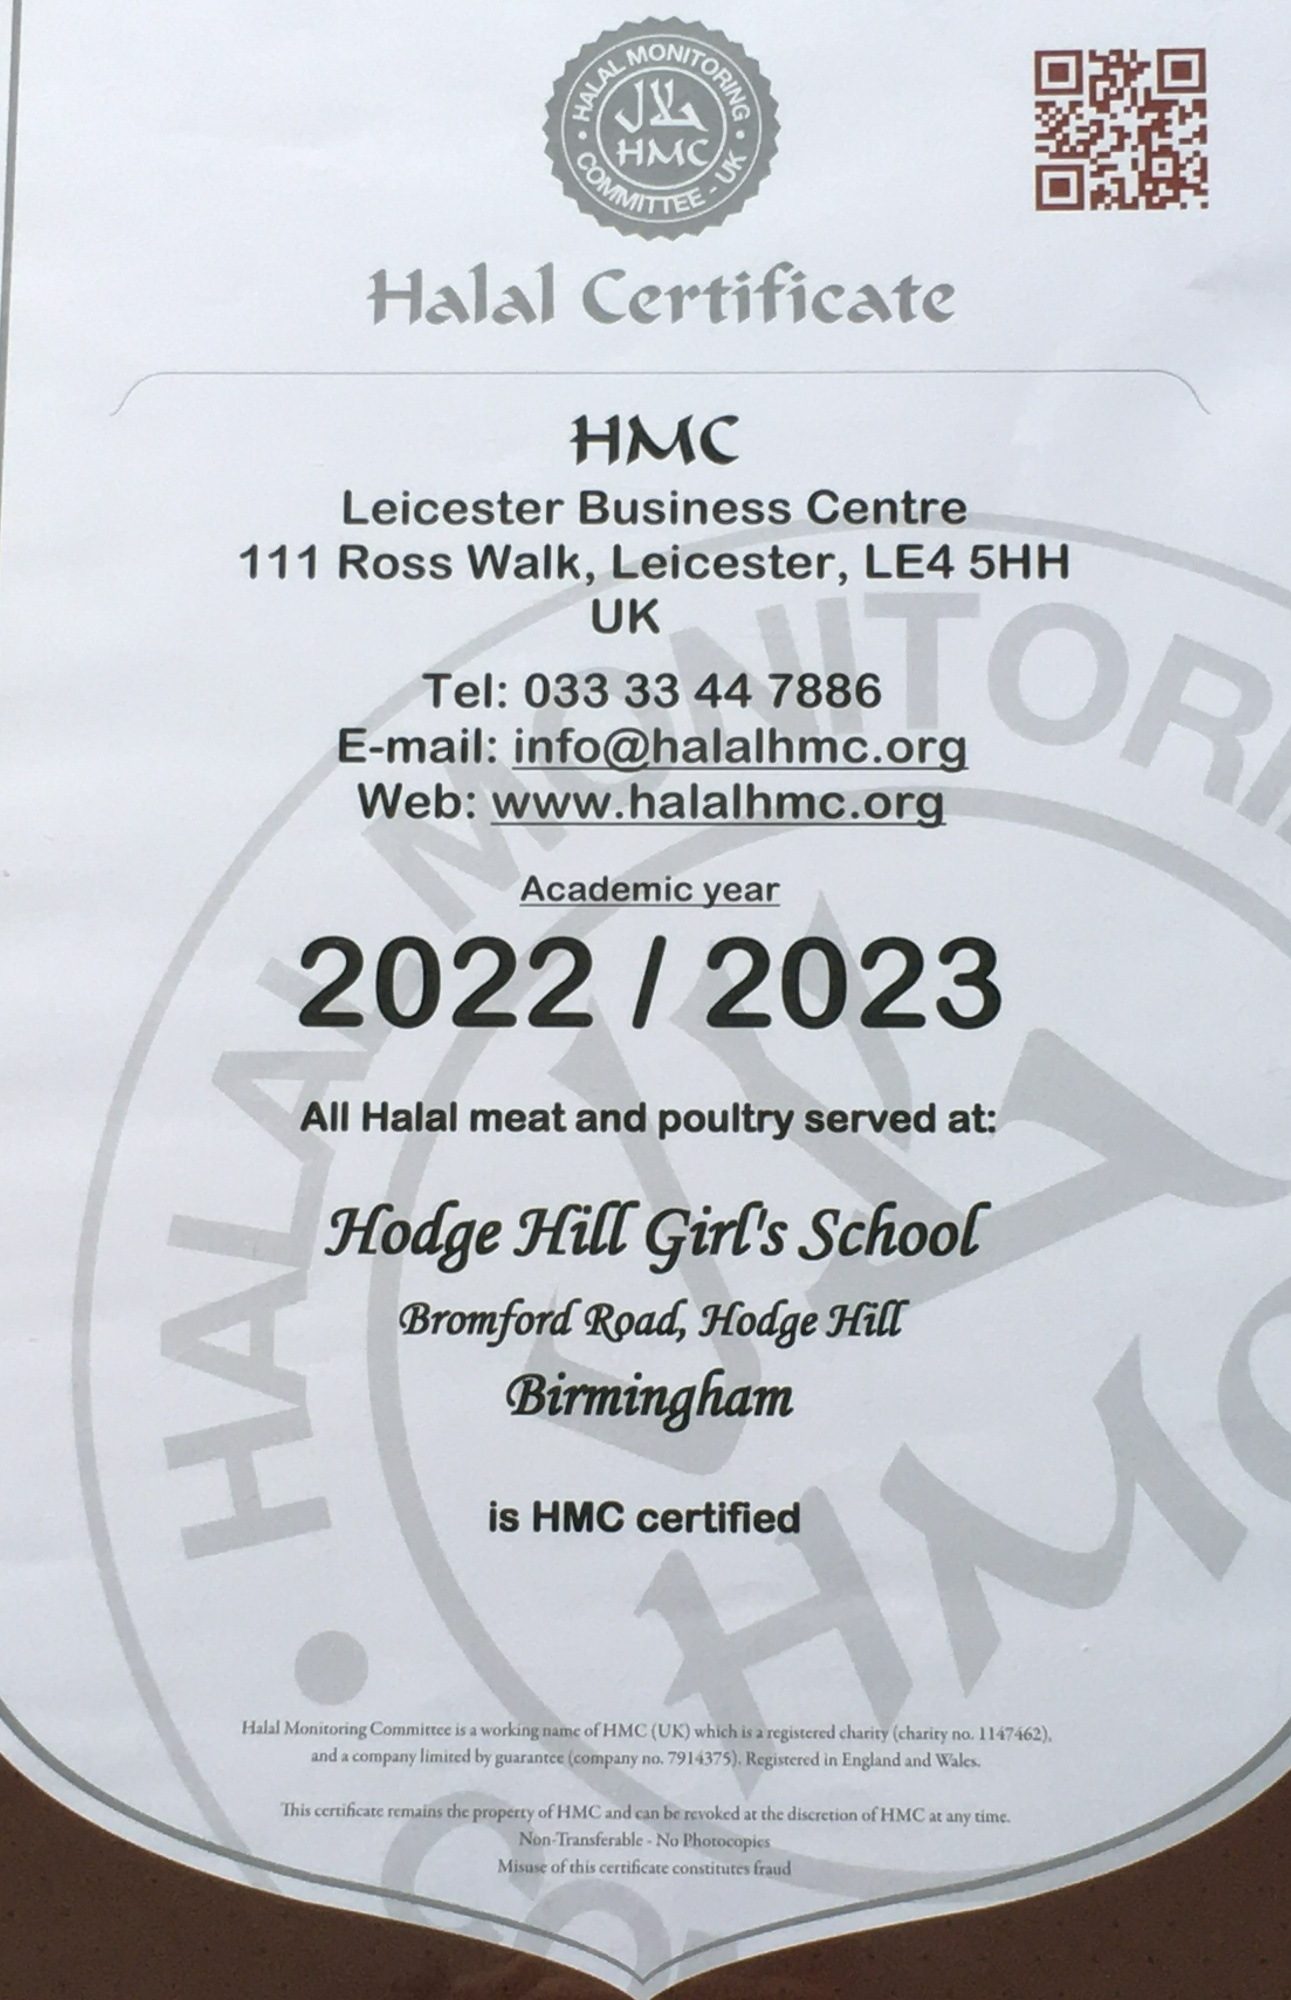 HALAL MONITORING
حلال
HMC
COMMITTEE - UK
Halal Certificate
HMC
Leicester Business Centre
111 Ross Walk, Leicester, LE4 5HH
UK
Tel: 033 33 44 7886
E-mail: info@halalhmc.org
Web: www.halalhmc.org
Academic year
2022 / 2023
All Halal meat and poultry served at:
Hodge Hill Girl's School
Bromford Road, Hodge Hill
Birmingham
is HMC certified
HALAL MONITORI
HMC
Halal Monitoring Committee is a working name of HMC (UK) which is a registered charity (charity no. 1147462),
and a company limited by guarantee (company no. 7914375). Registered in England and Wales.
This certificate remains the property of HMC and can be revoked at the discretion of HMC at any time.
Non-Transferable - No Photocopies
Misuse of this certificate constitutes fraud